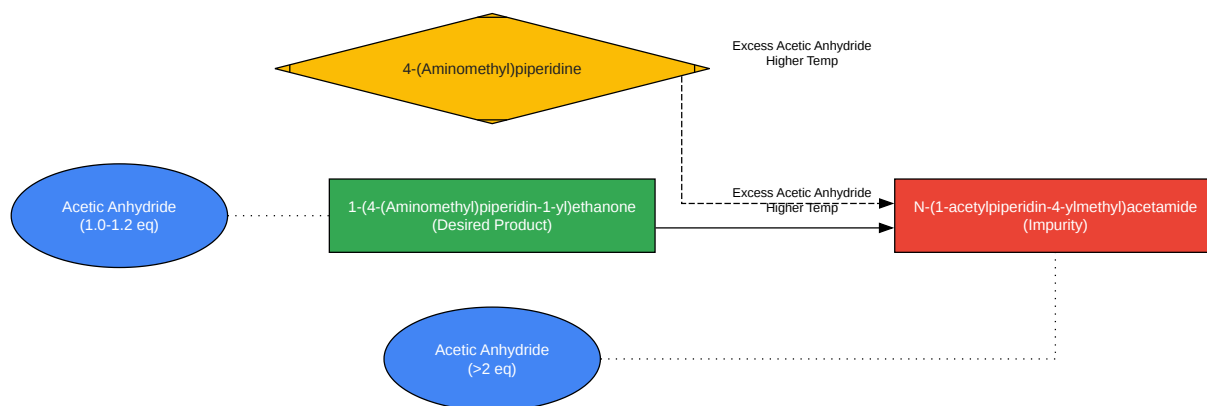 Excess Acetic Anhydride
Higher Temp
4-(Aminomethyl)piperidine
Acetic Anhydride
(1.0-1.2 eq)
1-(4-(Aminomethyl)piperidin-1-yl)ethanone
(Desired Product)
Excess Acetic Anhydride
Higher Temp
N-(1-acetylpiperidin-4-ylmethyl)acetamide
(Impurity)
Acetic Anhydride
(>2 eq)